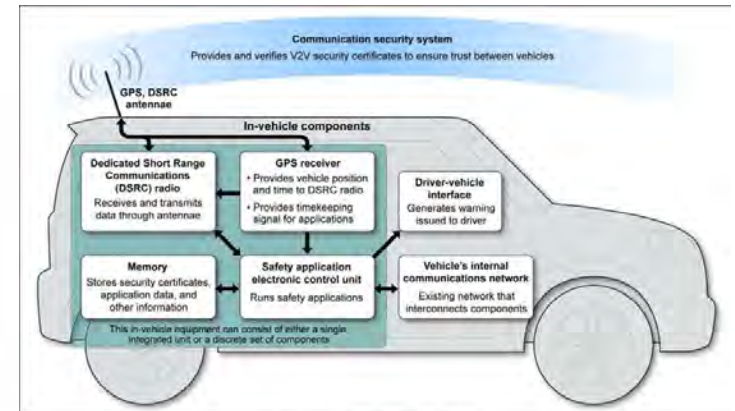 Communication security system
Provides and verifies V2V security certificates to ensure trust between vehicles
GPS, DSRC
antennae
In-vehicle components
Dedicated Short Range
Communications
(DSRC) radio
Receives and transmits
data through antennae
GPS receiver
• Provides vehicle position
and time to DSRC radio
• Provides timekeeping
signal for applications
Driver-vehicle
interface
Generates warning
issued to driver
Memory
Stores security certificates,
application data, and
other information
Safety application
electronic control unit
Runs safety applications
Vehicle's internal
communications network
Existing network that
interconnects components
This in-vehicle equipment can consist of either a single
integrated unit or a discrete set of components